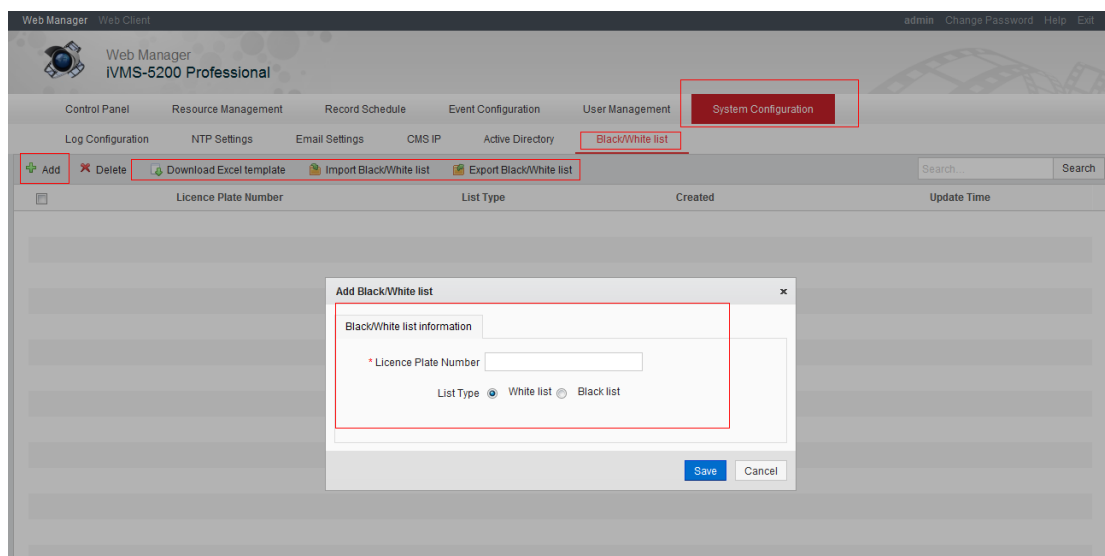 Web Manager Web Client admin Change Password Help Exit
Web Manager
iVMS-5200 Professional
Control Panel Resource Management Record Schedule Event Configuration User Management System Configuration
Log Configuration NTP Settings Email Settings CMS IP Active Directory Black/White list
Add Delete Download Excel template Import Black/White list Export Black/White list Search... Search
Licence Plate Number List Type Created Update Time
Add Black/White list x
Black/White list information
* Licence Plate Number
List Type White list Black list
Save Cancel